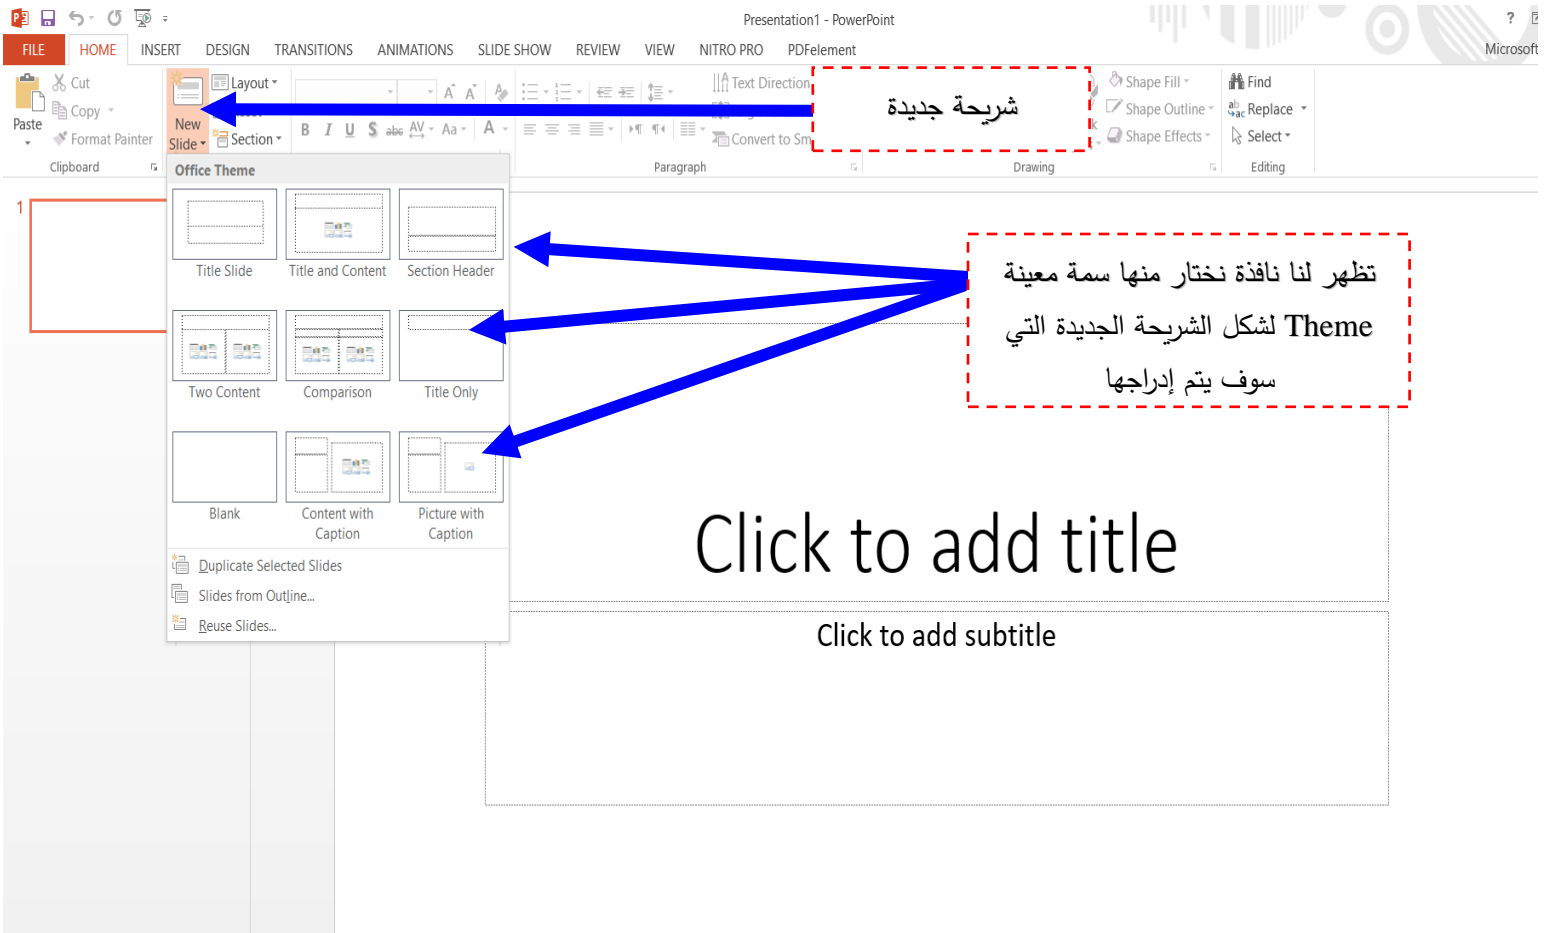 Presentation1 - PowerPoint
?
FILE HOME INSERT DESIGN TRANSITIONS ANIMATIONS SLIDE SHOW REVIEW VIEW NITRO PRO PDFelement
Microsoft
Cut
Copy
Format Painter
Paste
Clipboard
New
Slide
Layout
Section
B I U S abc AV Aa A
Text Direction
Convert to Sm
Paragraph
شريحة جديدة
Shape Fill
Shape Outline
Shape Effects
Drawing
Find
Replace
Select
Editing
1
Office Theme
Title Slide Title and Content Section Header
Two Content Comparison Title Only
Blank Content with Caption Picture with Caption
Duplicate Selected Slides
Slides from Outline...
Reuse Slides...
تظهر لنا نافذة نختار منها سمة معينة
Theme لشكل الشريحة الجديدة التي
سوف يتم إدراجها
Click to add title
Click to add subtitle